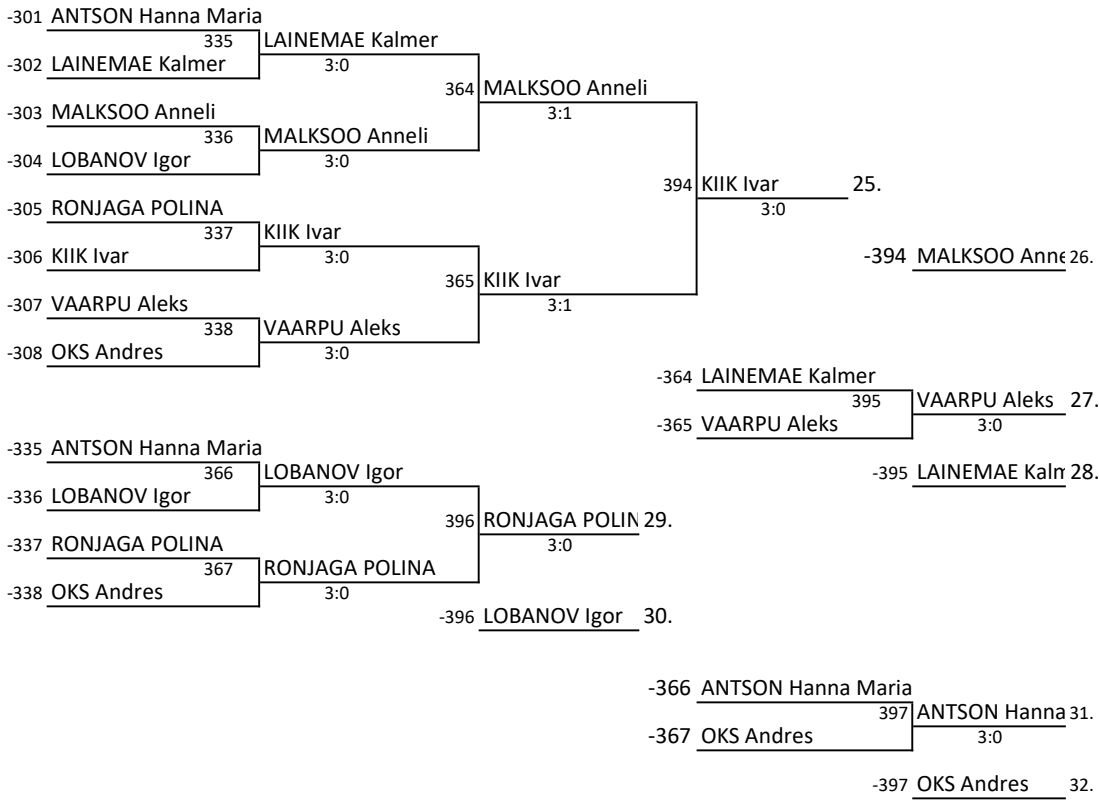 -301 ANTSON Hanna Maria
335 LAINEMAE Kalmer
-302 LAINEMAE Kalmer 3:0
364 MALKSOO Anneli
-303 MALKSOO Anneli 3:1
336 MALKSOO Anneli
-304 LOBANOV Igor 3:0
394 KIIK Ivar 25.
-305 RONJAGA POLINA 3:0
337 KIIK Ivar
-306 KIIK Ivar 3:0
-394 MALKSOO Anne 26.
365 KIIK Ivar
-307 VAARPU Aleks 3:1
338 VAARPU Aleks
-308 OKS Andres 3:0
-364 LAINEMAE Kalmer
395 VAARPU Aleks 27.
-365 VAARPU Aleks 3:0
-335 ANTSON Hanna Maria
366 LOBANOV Igor
-395 LAINEMAE Kalm 28.
-336 LOBANOV Igor 3:0
396 RONJAGA POLIN 29.
-337 RONJAGA POLINA 3:0
367 RONJAGA POLINA
-338 OKS Andres 3:0
-396 LOBANOV Igor 30.
-366 ANTSON Hanna Maria
397 ANTSON Hanna 31.
-367 OKS Andres 3:0
-397 OKS Andres 32.